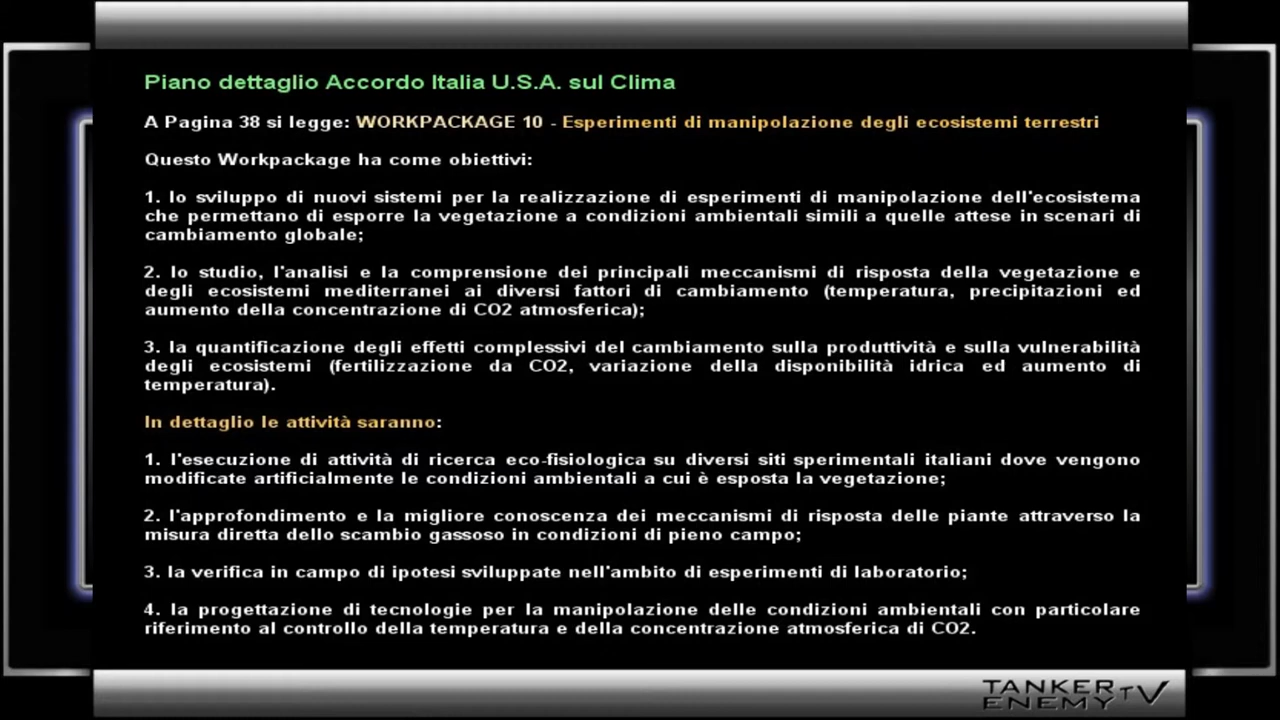 Piano dettaglio Accordo Italia U.S.A. sul Clima
A Pagina 38 si legge: WORKPACKAGE 10 - Esperimenti di manipolazione degli ecosistemi terrestri
Questo Workpackage ha come obiettivi:
1. lo sviluppo di nuovi sistemi per la realizzazione di esperimenti di manipolazione dell'ecosistema
che permettano di esporre la vegetazione a condizioni ambientali simili a quelle attese in scenari di
cambiamento globale;
2. lo studio, l'analisi e la comprensione dei principali meccanismi di risposta della vegetazione e
degli ecosistemi mediterranei ai diversi fattori di cambiamento (temperatura, precipitazioni ed
aumento della concentrazione di CO2 atmosferica);
3. la quantificazione degli effetti complessivi del cambiamento sulla produttività e sulla vulnerabilità
degli ecosistemi (fertilizzazione da CO2, variazione della disponibilità idrica ed aumento di
temperatura).
In dettaglio le attività saranno:
1. l'esecuzione di attività di ricerca eco-fisiologica su diversi siti sperimentali italiani dove vengono
modificate artificialmente le condizioni ambientali a cui è esposta la vegetazione;
2. l'approfondimento e la migliore conoscenza dei meccanismi di risposta delle piante attraverso la
misura diretta dello scambio gassoso in condizioni di pieno campo;
3. la verifica in campo di ipotesi sviluppate nell'ambito di esperimenti di laboratorio;
4. la progettazione di tecnologie per la manipolazione delle condizioni ambientali con particolare
riferimento al controllo della temperatura e della concentrazione atmosferica di CO2.
TANKER
ENEMY TV